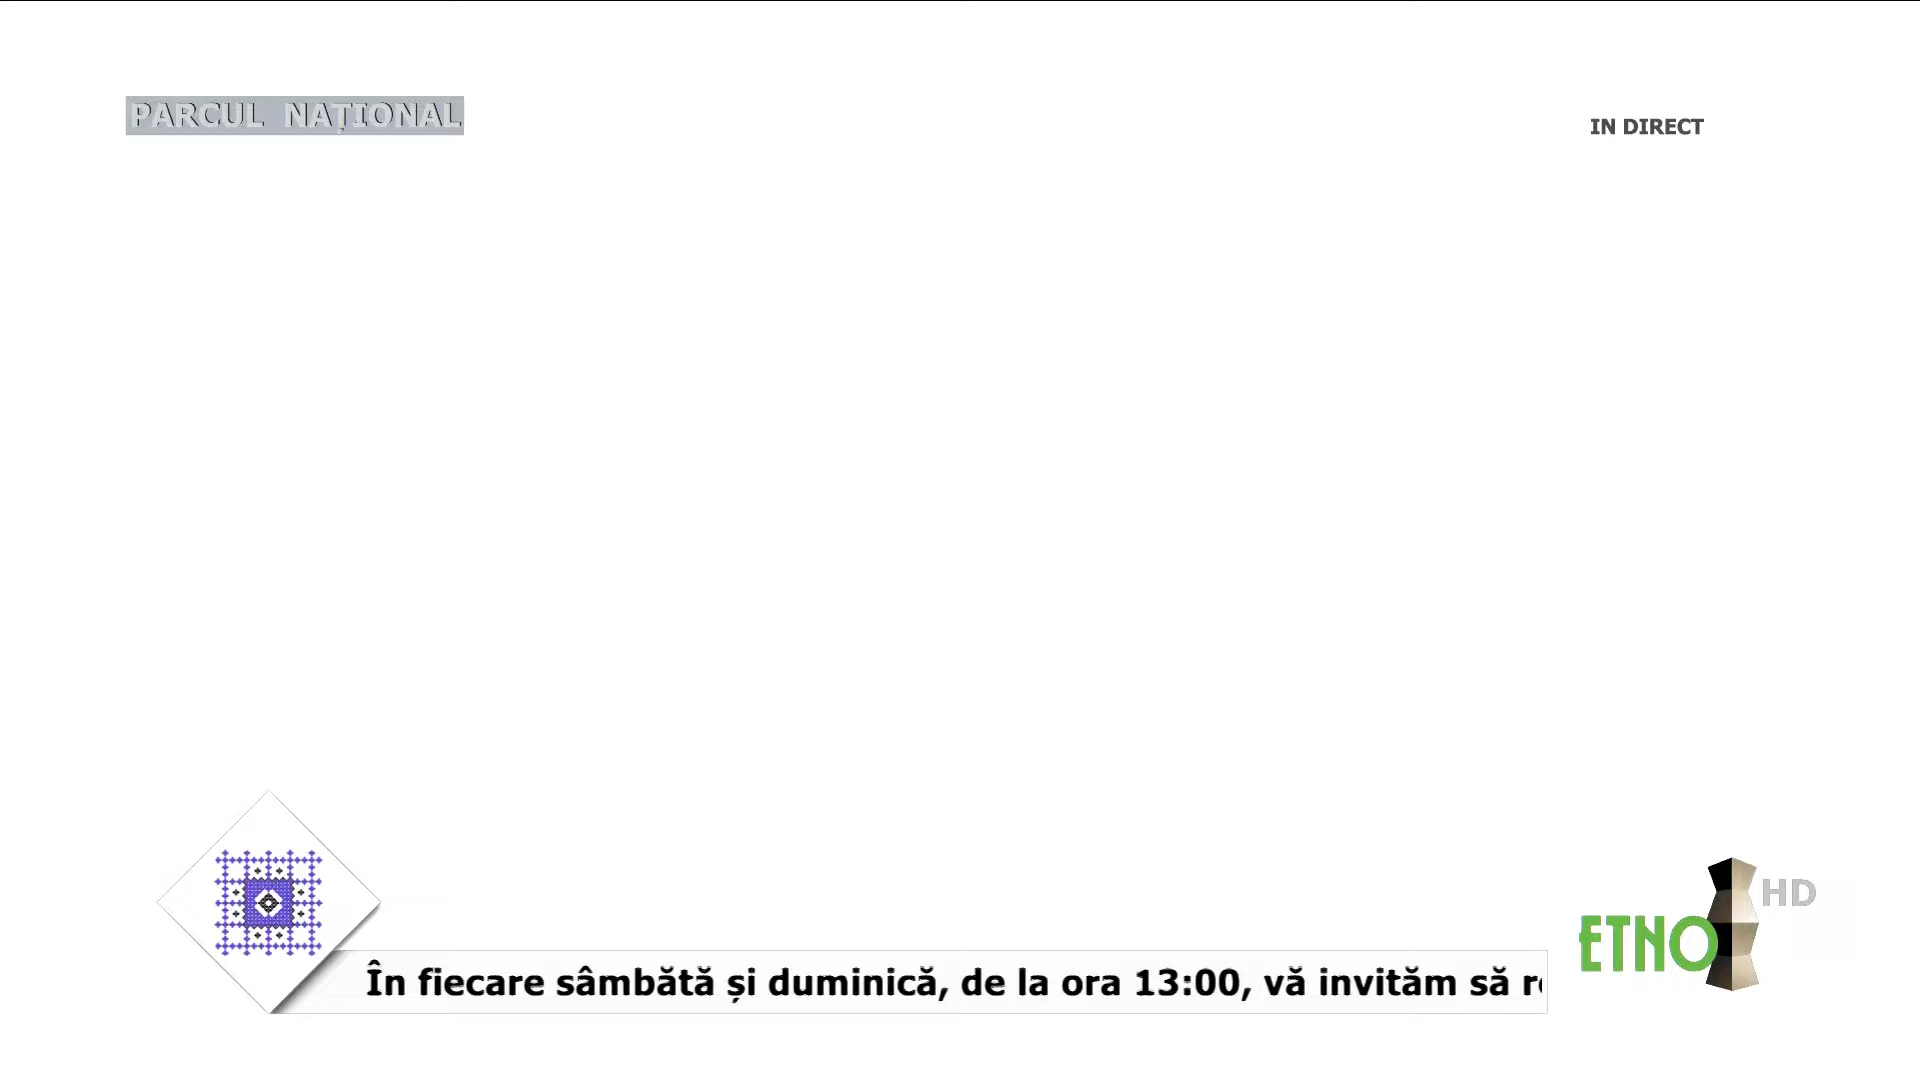 PARCUL NAȚIONAL
IN DIRECT
HD
ETNO
În fiecare sâmbătă și duminică, de la ora 13:00, vă invităm să